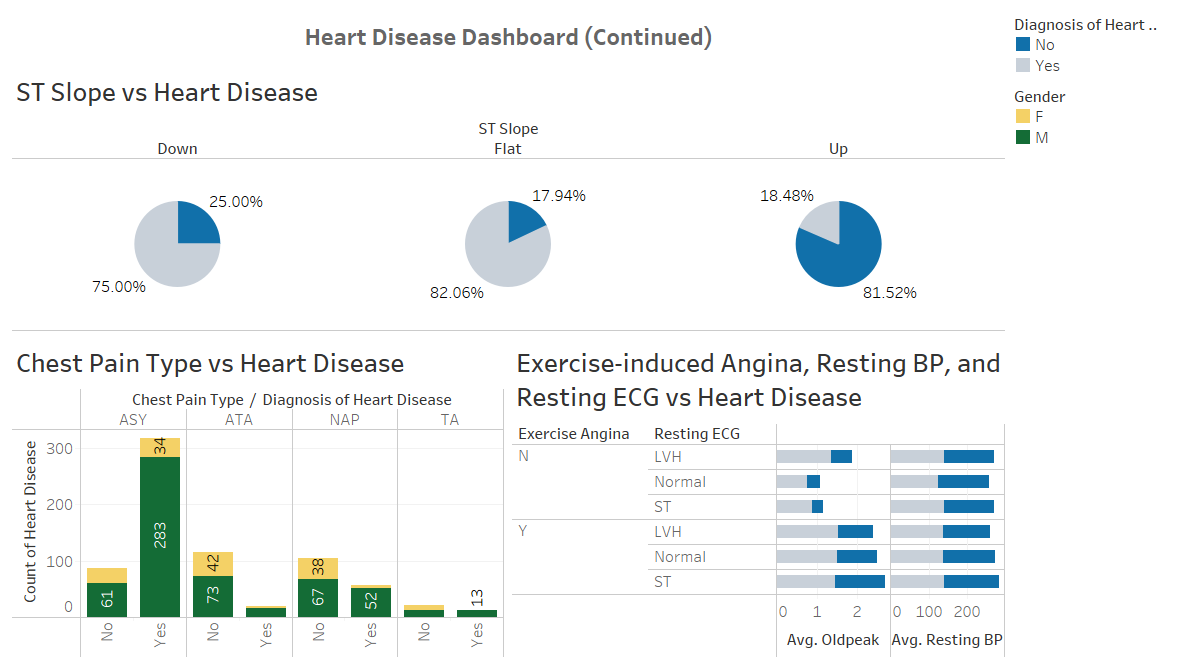 Heart Disease Dashboard (Continued)
Diagnosis of Heart ..
No
Yes
Gender
F
M
ST Slope vs Heart Disease
ST Slope
Down
Flat
Up
25.00%
75.00%
17.94%
82.06%
18.48%
81.52%
Chest Pain Type vs Heart Disease
Chest Pain Type / Diagnosis of Heart Disease
ASY
ATA
NAP
TA
Count of Heart Disease
300
200
100
0
61
34
283
42
73
38
67
52
13
No
Yes
No
Yes
No
Yes
No
Yes
Exercise-induced Angina, Resting BP, and
Resting ECG vs Heart Disease
Exercise Angina
Resting ECG
N
LVH
Normal
ST
Y
LVH
Normal
ST
0 1 2
0 100 200
Avg. Oldpeak
Avg. Resting BP